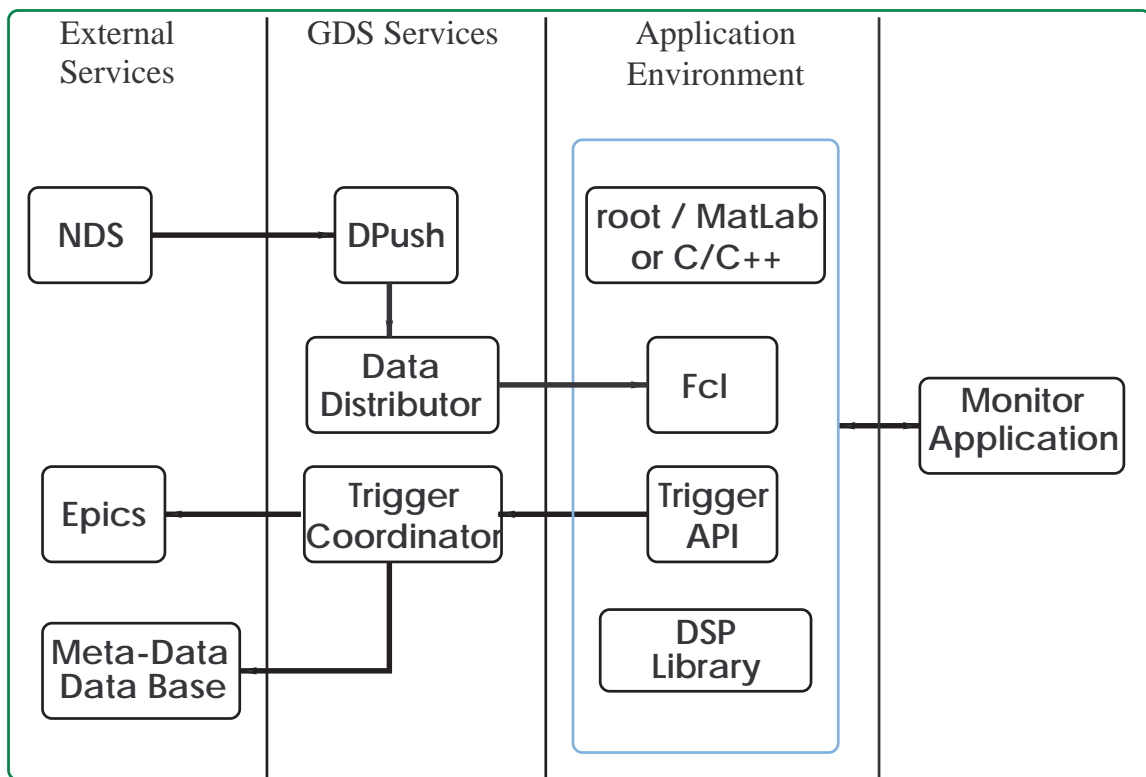 External
Services
GDS Services
Application
Environment
NDS
DPush
root / MatLab
or C/C++
Data
Distributor
Fcl
Monitor
Application
Epics
Trigger
Coordinator
Trigger
API
Meta-Data
Data Base
DSP
Library